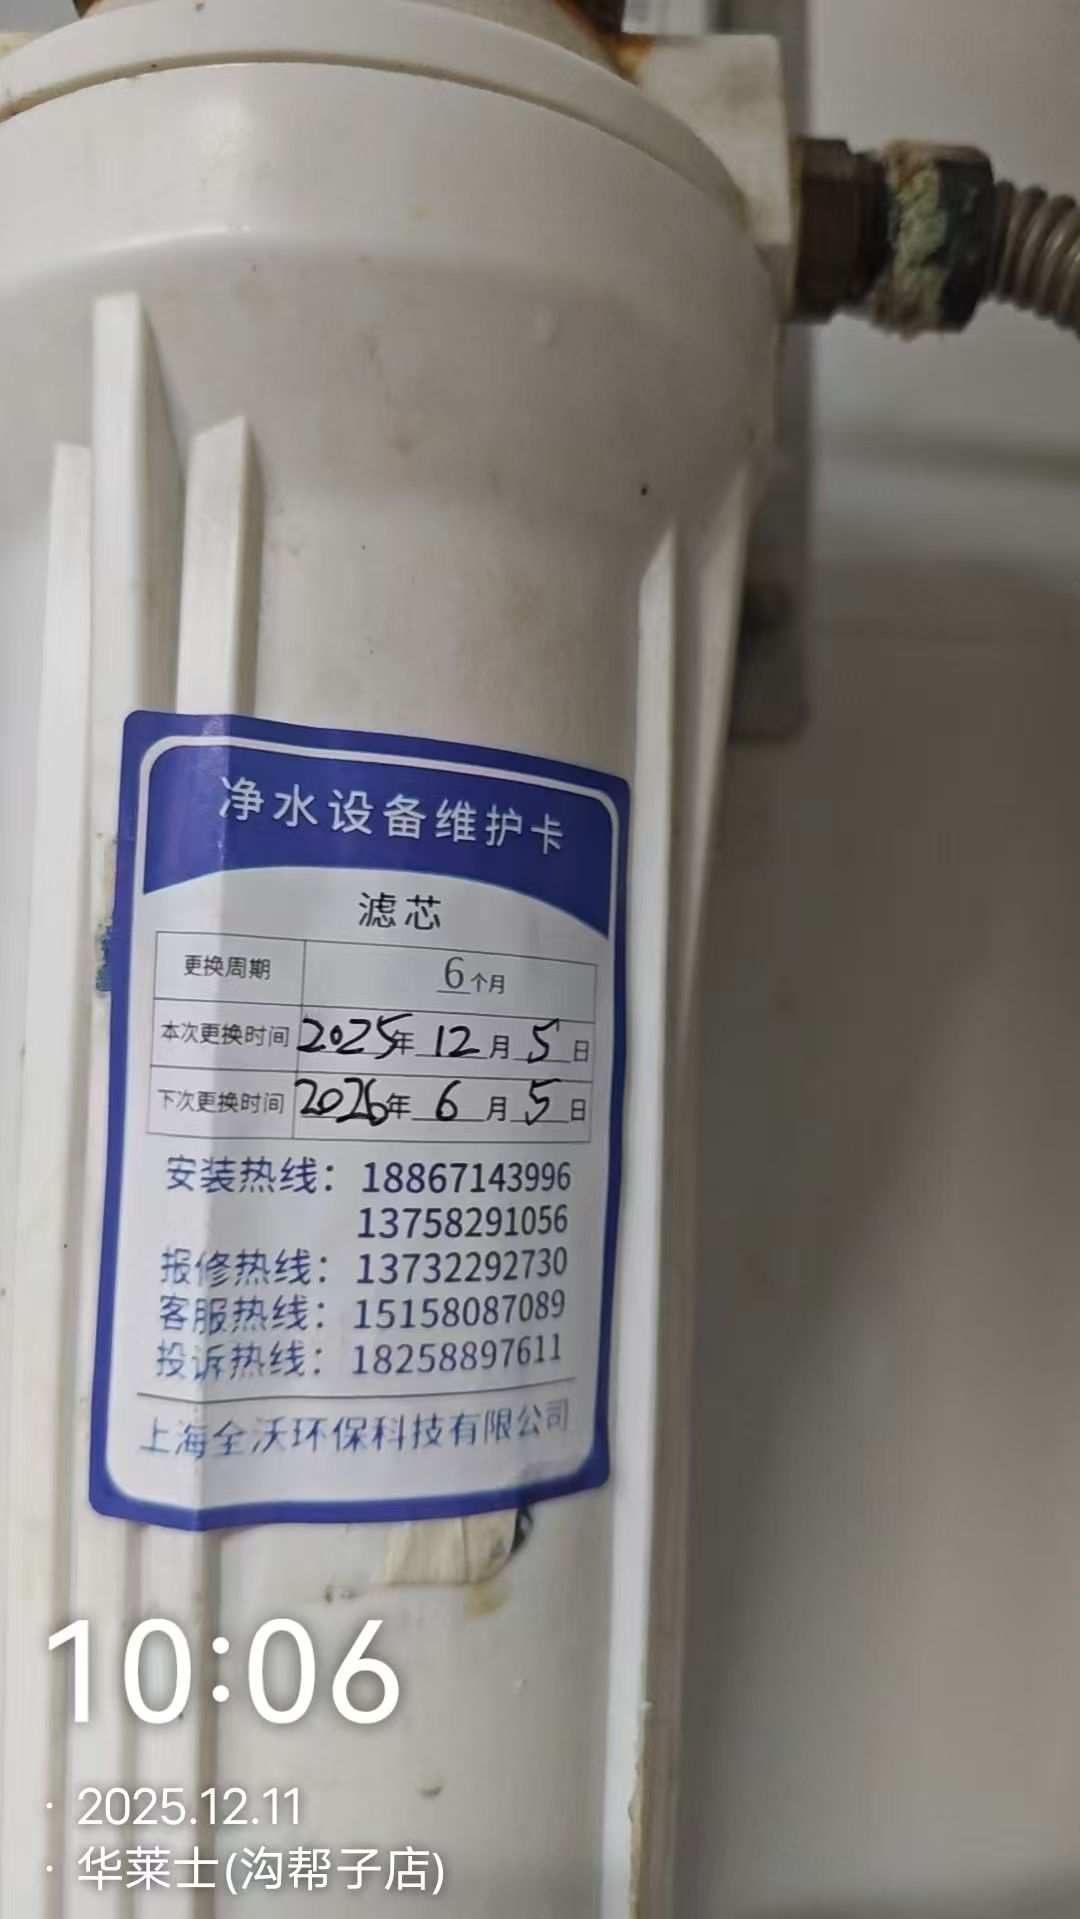 净水设备维护卡
滤芯
更换周期 6个月
本次更换时间 2025年12月5日
下次更换时间 2026年6月5日
安装热线：18867143996
13758291056
报修热线：13732292730
客服热线：15158087089
投诉热线：18258897611
上海全沃环保科技有限公司
10:06
· 2025.12.11
· 华莱士(沟帮子店)